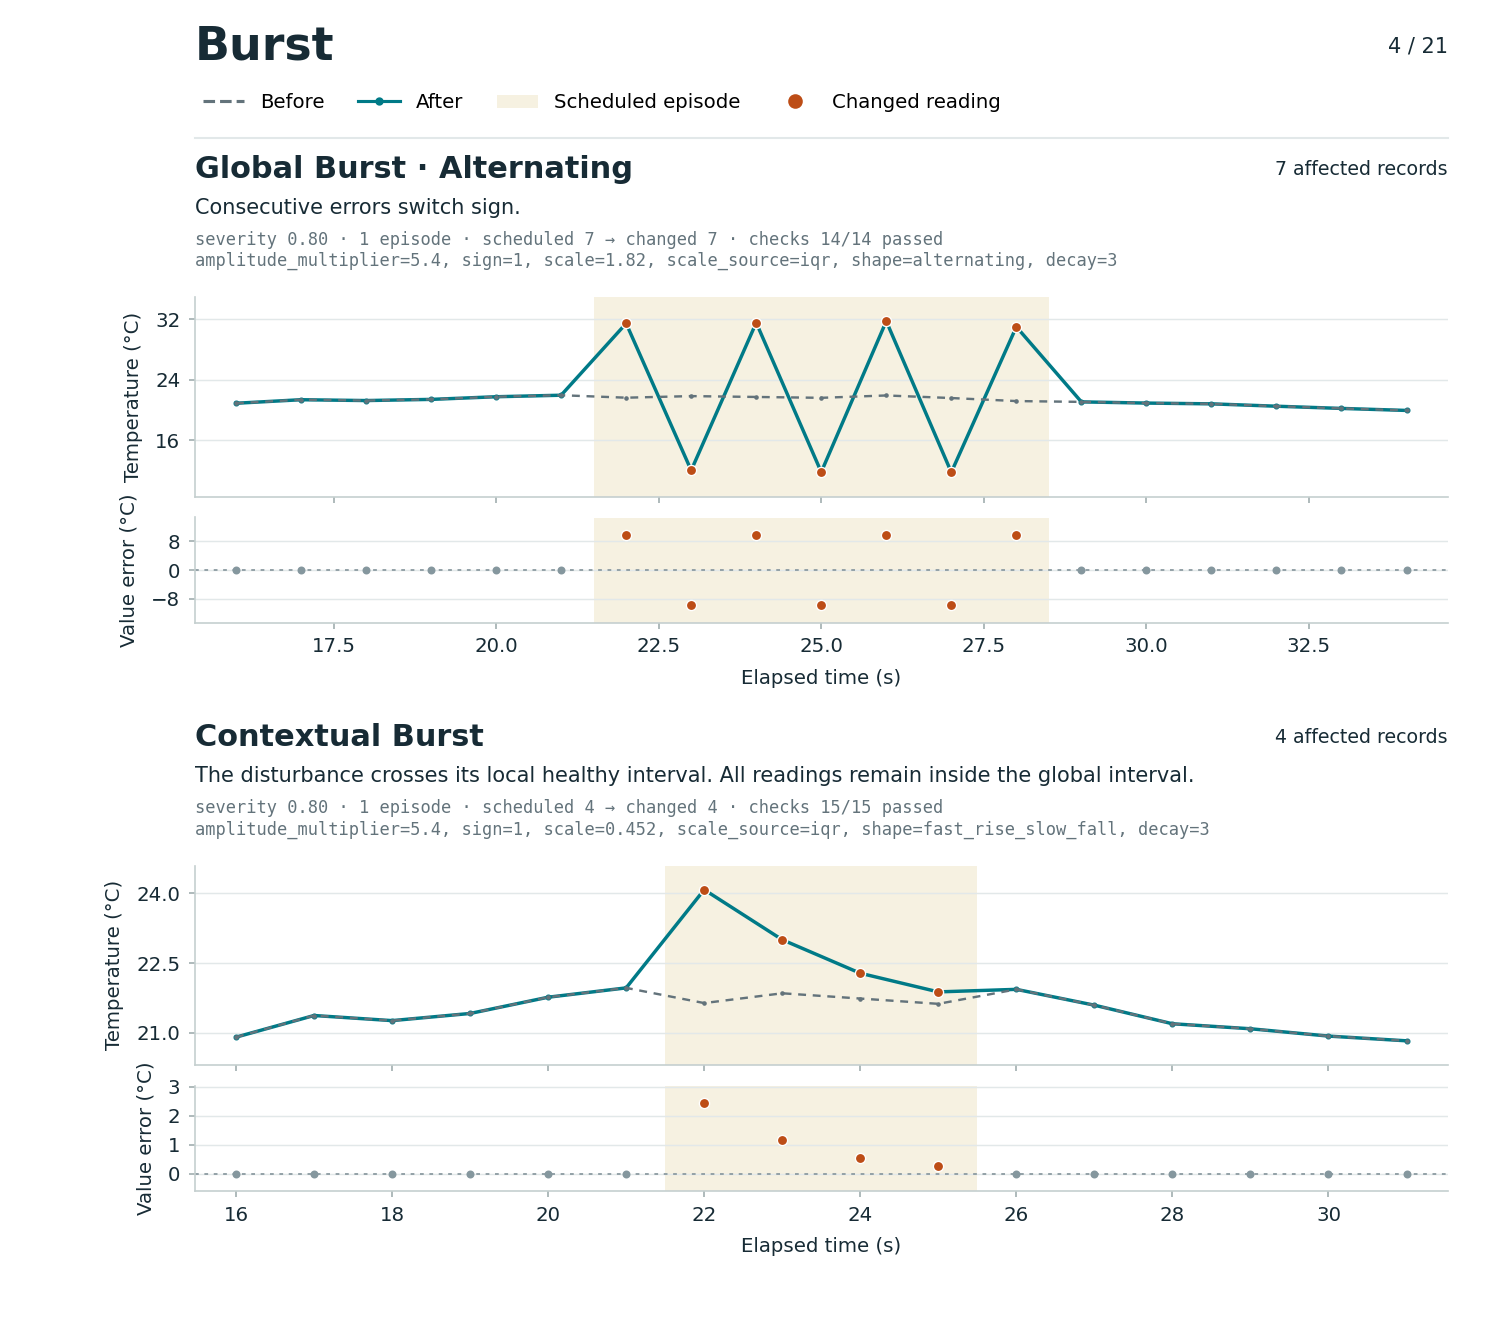 Burst
4 / 21
Before
After
Scheduled episode
Changed reading
Global Burst · Alternating
7 affected records
Consecutive errors switch sign.
severity 0.80 · 1 episode · scheduled 7 → changed 7 · checks 14/14 passed
amplitude_multiplier=5.4, sign=1, scale=1.82, scale_source=iqr, shape=alternating, decay=3
Temperature (°C)
32
24
16
Value error (°C)
8
0
−8
17.5
20.0
22.5
25.0
27.5
30.0
32.5
Elapsed time (s)
Contextual Burst
4 affected records
The disturbance crosses its local healthy interval. All readings remain inside the global interval.
severity 0.80 · 1 episode · scheduled 4 → changed 4 · checks 15/15 passed
amplitude_multiplier=5.4, sign=1, scale=0.452, scale_source=iqr, shape=fast_rise_slow_fall, decay=3
Temperature (°C)
24.0
22.5
21.0
Value error (°C)
3
2
1
0
16
18
20
22
24
26
28
30
Elapsed time (s)